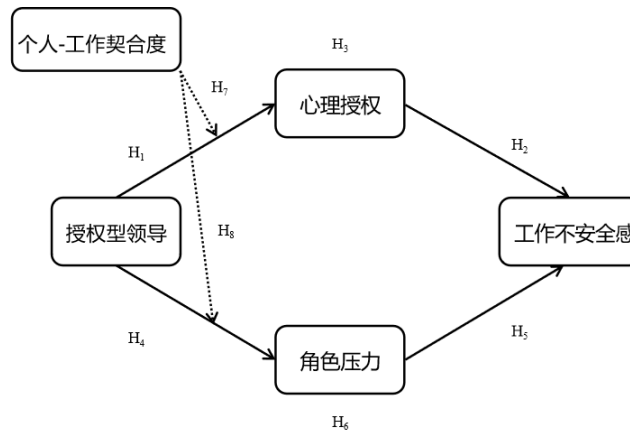 个人-工作契合度
H3
H7
心理授权
H1
H2
授权型领导
H8
工作不安全感
H4
H5
角色压力
H6